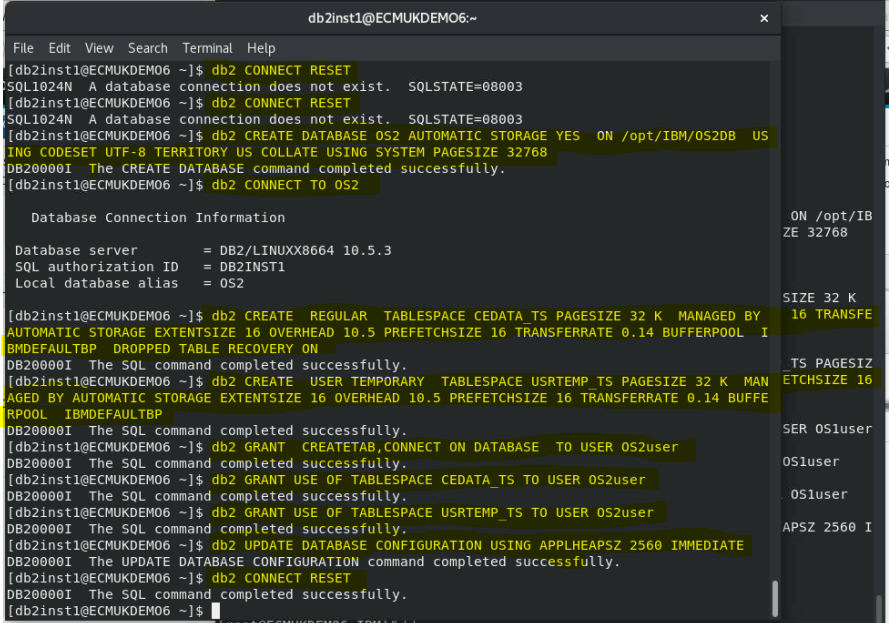 db2inst1@ECMUKDEMO6:~ ×
File Edit View Search Terminal Help
[db2inst1@ECMUKDEMO6 ~]$ db2 CONNECT RESET
SQL1024N  A database connection does not exist.  SQLSTATE=08003
[db2inst1@ECMUKDEMO6 ~]$ db2 CONNECT RESET
SQL1024N  A database connection does not exist.  SQLSTATE=08003
[db2inst1@ECMUKDEMO6 ~]$ db2 CREATE DATABASE OS2 AUTOMATIC STORAGE YES  ON /opt/IBM/OS2DB  US
ING CODESET UTF-8 TERRITORY US COLLATE USING SYSTEM PAGESIZE 32768
DB20000I  The CREATE DATABASE command completed successfully.
[db2inst1@ECMUKDEMO6 ~]$ db2 CONNECT TO OS2
Database Connection Information
Database server        = DB2/LINUXX8664 10.5.3
SQL authorization ID   = DB2INST1
Local database alias   = OS2
[db2inst1@ECMUKDEMO6 ~]$ db2 CREATE  REGULAR  TABLESPACE CEDATA_TS PAGESIZE 32 K  MANAGED BY
AUTOMATIC STORAGE EXTENTSIZE 16 OVERHEAD 10.5 PREFETCHSIZE 16 TRANSFERRATE 0.14 BUFFERPOOL  I
BMDEFAULTBP  DROPPED TABLE RECOVERY ON
DB20000I  The SQL command completed successfully.
[db2inst1@ECMUKDEMO6 ~]$ db2 CREATE  USER TEMPORARY  TABLESPACE USRTEMP_TS PAGESIZE 32 K  MAN
AGED BY AUTOMATIC STORAGE EXTENTSIZE 16 OVERHEAD 10.5 PREFETCHSIZE 16 TRANSFERRATE 0.14 BUFFE
RPOOL  IBMDEFAULTBP
DB20000I  The SQL command completed successfully.
[db2inst1@ECMUKDEMO6 ~]$ db2 GRANT  CREATETAB,CONNECT ON DATABASE  TO USER OS2user
DB20000I  The SQL command completed successfully.
[db2inst1@ECMUKDEMO6 ~]$ db2 GRANT USE OF TABLESPACE CEDATA_TS TO USER OS2user
DB20000I  The SQL command completed successfully.
[db2inst1@ECMUKDEMO6 ~]$ db2 GRANT USE OF TABLESPACE USRTEMP_TS TO USER OS2user
DB20000I  The SQL command completed successfully.
[db2inst1@ECMUKDEMO6 ~]$ db2 UPDATE DATABASE CONFIGURATION USING APPLHEAPSZ 2560 IMMEDIATE
DB20000I  The UPDATE DATABASE CONFIGURATION command completed successfully.
[db2inst1@ECMUKDEMO6 ~]$ db2 CONNECT RESET
DB20000I  The SQL command completed successfully.
[db2inst1@ECMUKDEMO6 ~]$
ON /opt/IB
ZE 32768
SIZE 32 K
16 TRANSFE
_TS PAGESIZ
ETCHSIZE 16
SER OS1user
OS1user
OS1user
APSZ 2560 I